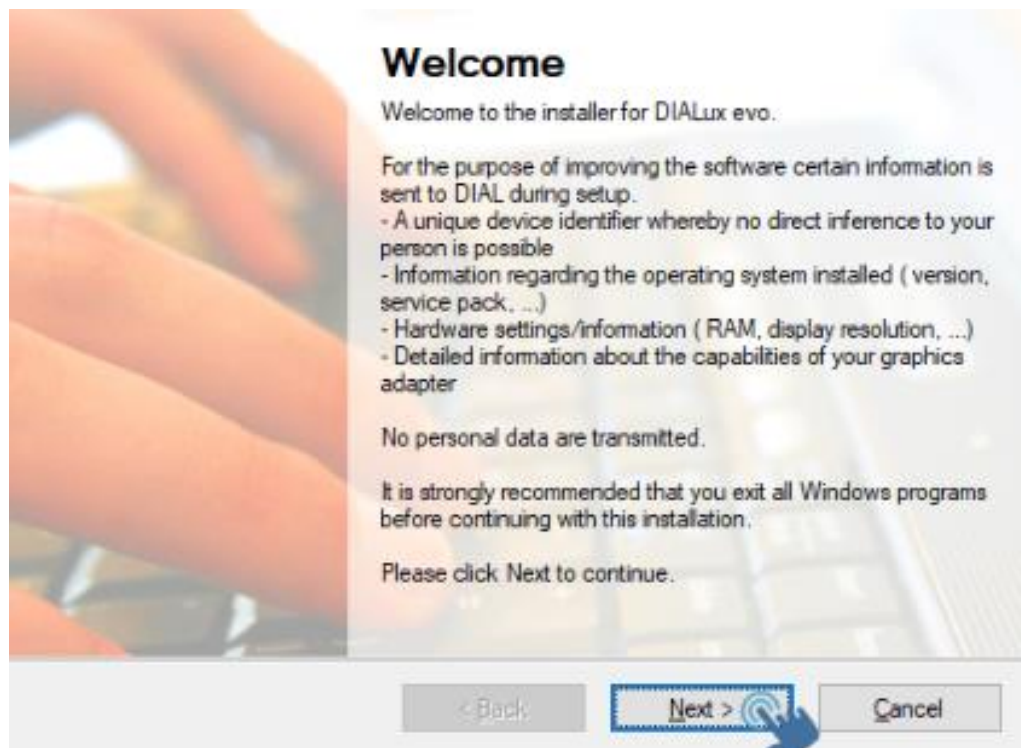 Welcome
Welcome to the installer for DIALux evo.
For the purpose of improving the software certain information is
sent to DIAL during setup.
- A unique device identifier whereby no direct inference to your
person is possible
- Information regarding the operating system installed ( version,
service pack, ...)
- Hardware settings/information ( RAM, display resolution, ...)
- Detailed information about the capabilities of your graphics
adapter
No personal data are transmitted.
It is strongly recommended that you exit all Windows programs
before continuing with this installation.
Please click Next to continue.
< Back
Next >
Cancel